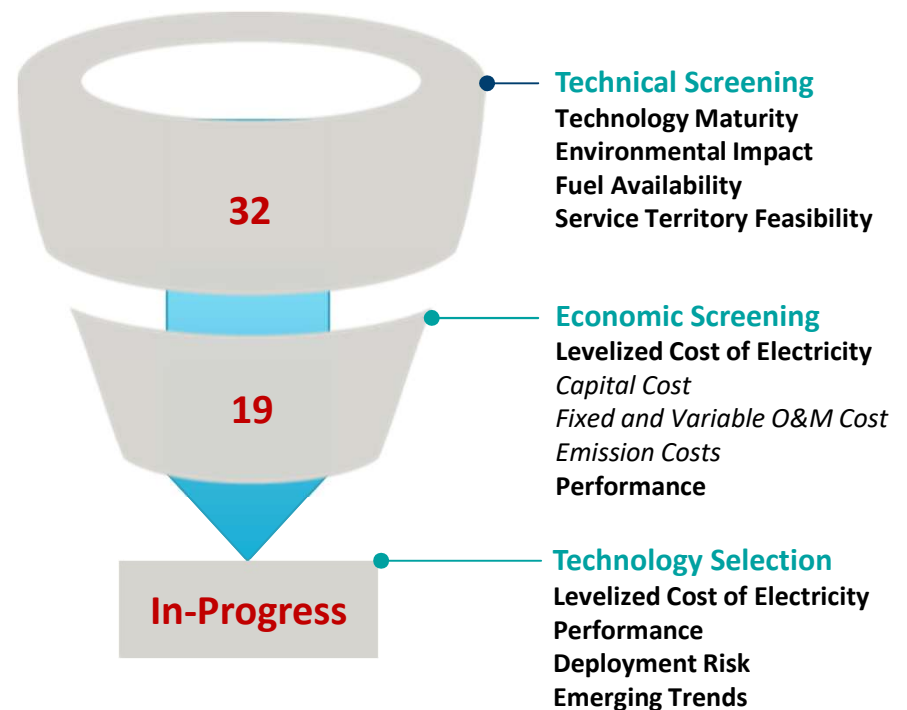 32
Technical Screening
Technology Maturity
Environmental Impact
Fuel Availability
Service Territory Feasibility
19
Economic Screening
Levelized Cost of Electricity
Capital Cost
Fixed and Variable O&M Cost
Emission Costs
Performance
In-Progress
Technology Selection
Levelized Cost of Electricity
Performance
Deployment Risk
Emerging Trends